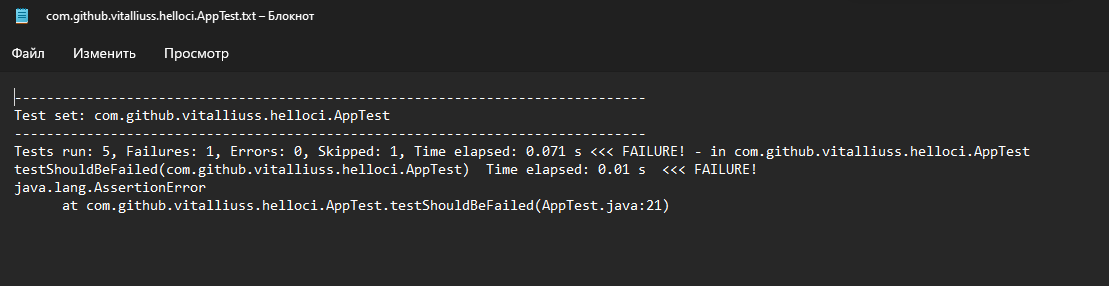 com.github.vitalliuss.helloci.AppTest.txt – Блокнот
Файл Изменить Просмотр
-------------------------------------------------------------------------------
Test set: com.github.vitalliuss.helloci.AppTest
-------------------------------------------------------------------------------
Tests run: 5, Failures: 1, Errors: 0, Skipped: 1, Time elapsed: 0.071 s <<< FAILURE! - in com.github.vitalliuss.helloci.AppTest
testShouldBeFailed(com.github.vitalliuss.helloci.AppTest)  Time elapsed: 0.01 s  <<< FAILURE!
java.lang.AssertionError
      at com.github.vitalliuss.helloci.AppTest.testShouldBeFailed(AppTest.java:21)